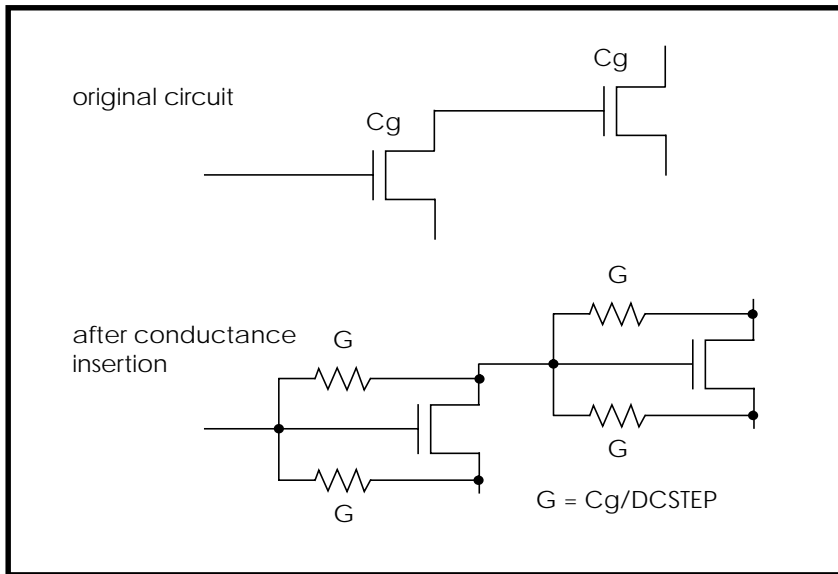 Cg
original circuit
Cg
G
after conductance
insertion
G
G
G
G = Cg/DCSTEP